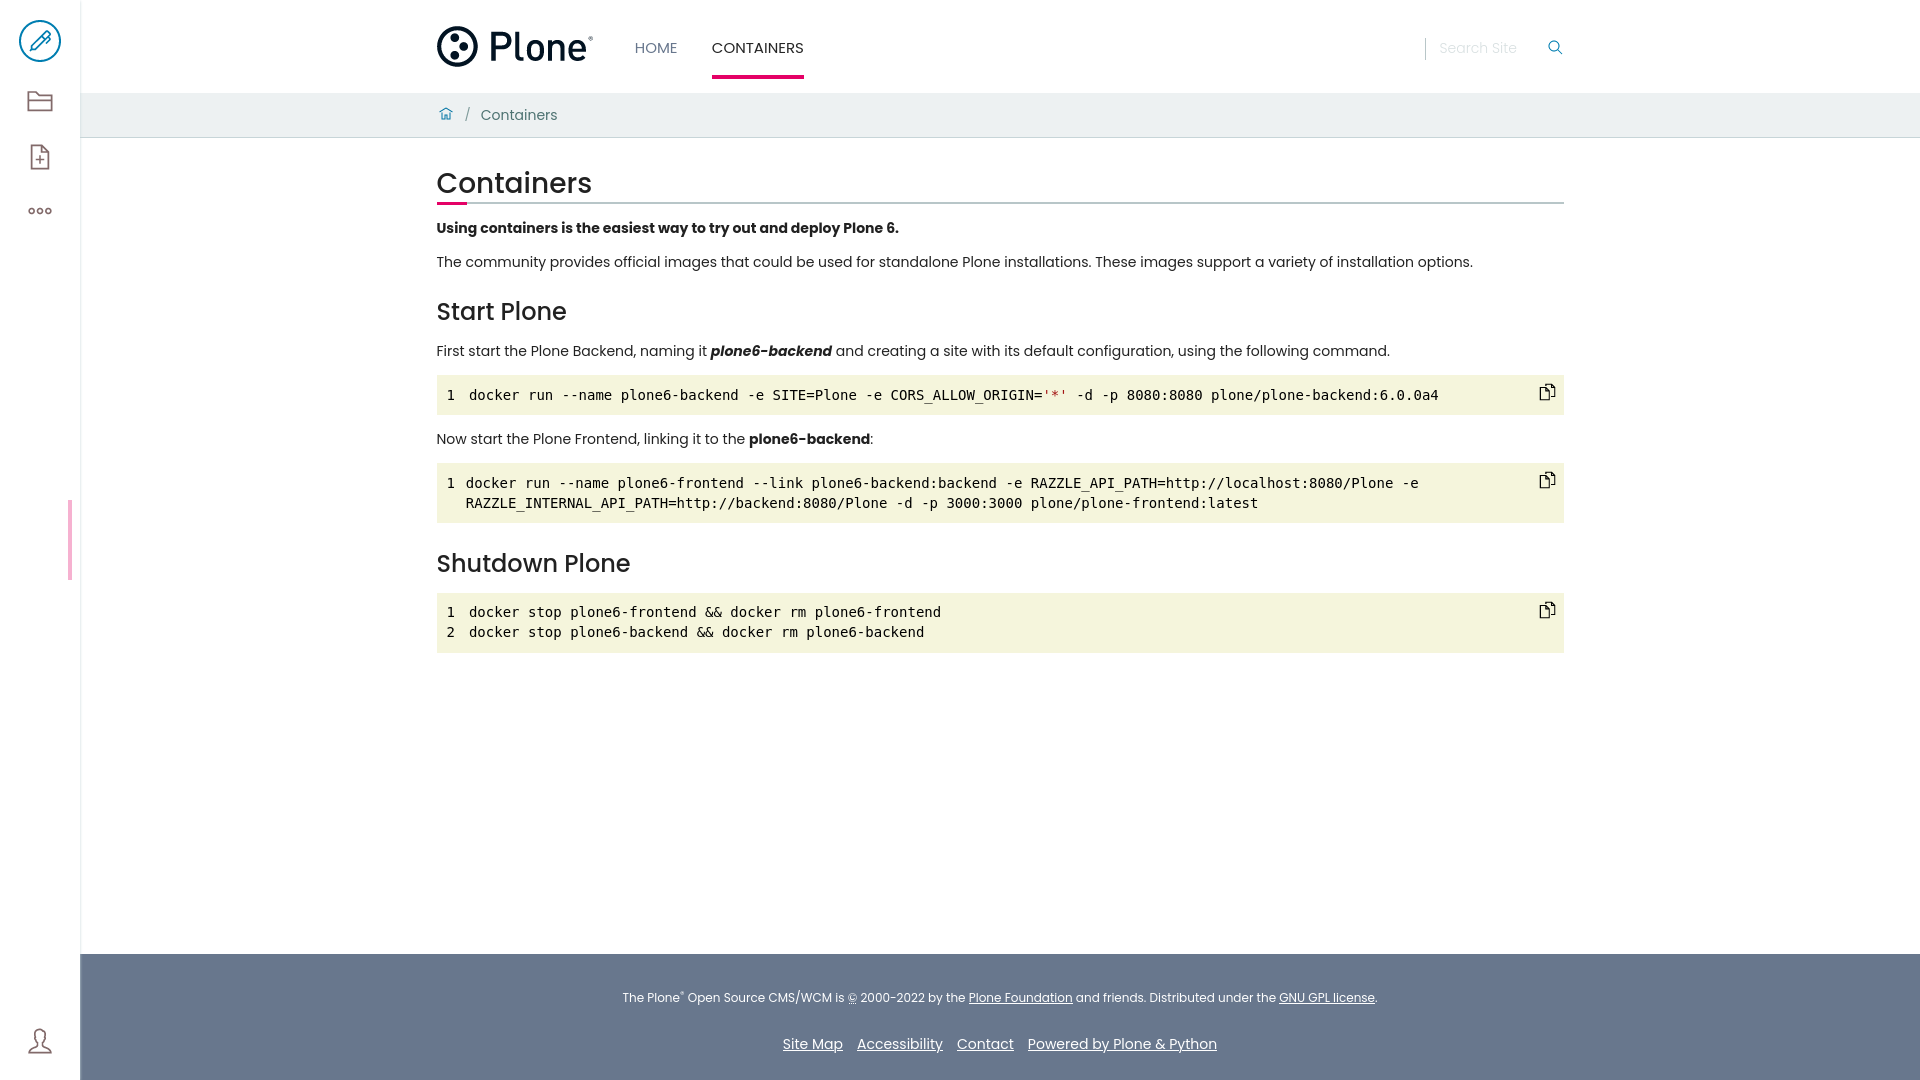 Plone®
HOME
CONTAINERS
Search Site
/ Containers
Containers
Using containers is the easiest way to try out and deploy Plone 6.
The community provides official images that could be used for standalone Plone installations. These images support a variety of installation options.
Start Plone
First start the Plone Backend, naming it plone6-backend and creating a site with its default configuration, using the following command.
1 docker run --name plone6-backend -e SITE=Plone -e CORS_ALLOW_ORIGIN='*' -d -p 8080:8080 plone/plone-backend:6.0.0a4
Now start the Plone Frontend, linking it to the plone6-backend:
1 docker run --name plone6-frontend --link plone6-backend:backend -e RAZZLE_API_PATH=http://localhost:8080/Plone -e
RAZZLE_INTERNAL_API_PATH=http://backend:8080/Plone -d -p 3000:3000 plone/plone-frontend:latest
Shutdown Plone
1 docker stop plone6-frontend && docker rm plone6-frontend
2 docker stop plone6-backend && docker rm plone6-backend
The Plone® Open Source CMS/WCM is © 2000-2022 by the Plone Foundation and friends. Distributed under the GNU GPL license.
Site Map Accessibility Contact Powered by Plone & Python